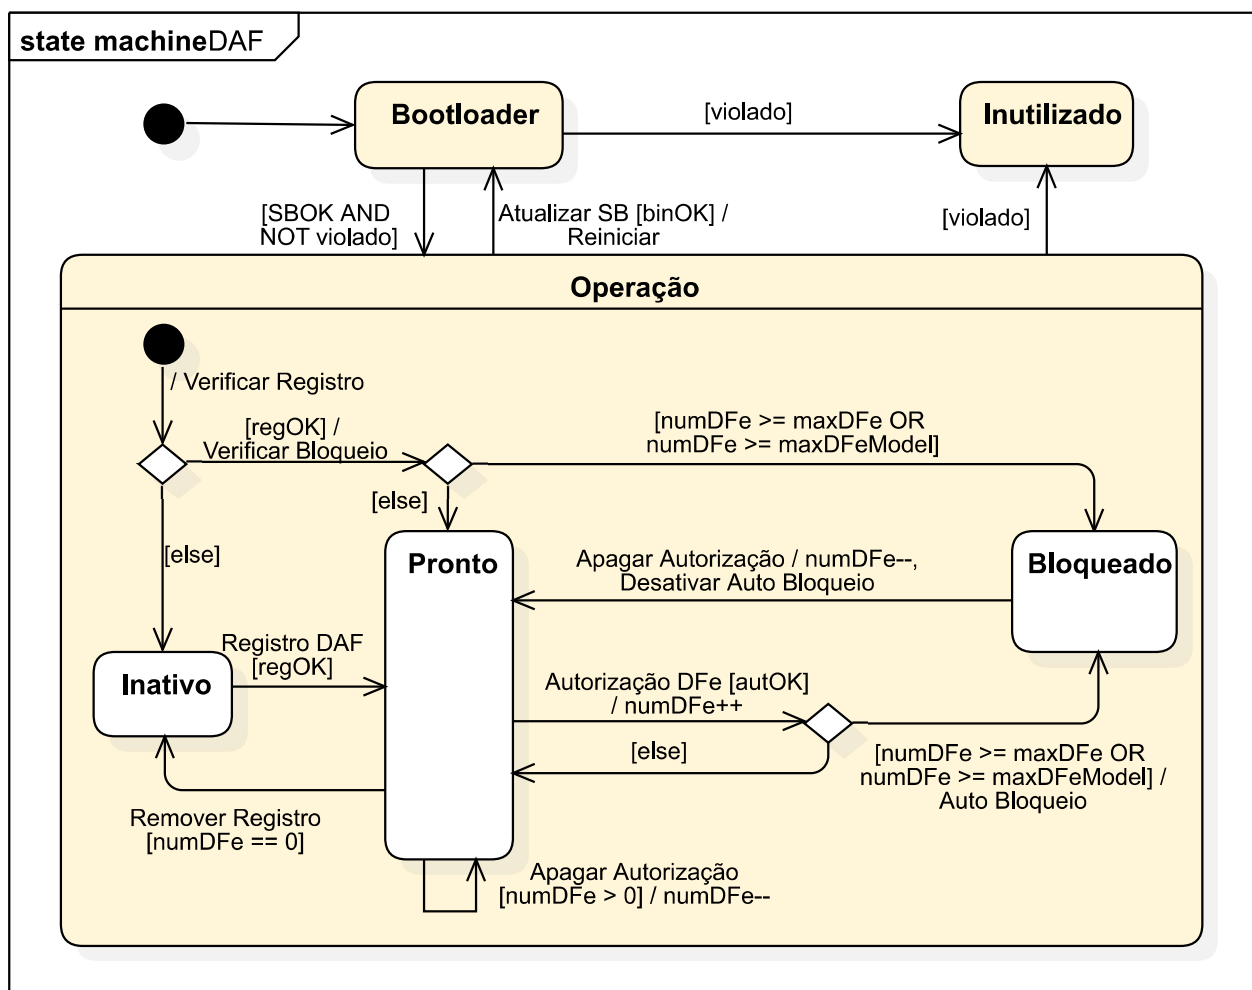 state machineDAF
Bootloader
[violado]
Inutilizado
[SBOK AND
NOT violado]
Atualizar SB [binOK] /
Reiniciar
[violado]
Operação
/ Verificar Registro
[regOK] /
Verificar Bloqueio
[numDFe >= maxDFe OR
numDFe >= maxDFeModel]
[else]
[else]
Pronto
Apagar Autorização / numDFe--,
Desativar Auto Bloqueio
Bloqueado
Registro DAF
[regOK]
Inativo
Autorização DFe [autOK]
/ numDFe++
[else]
[numDFe >= maxDFe OR
numDFe >= maxDFeModel] /
Auto Bloqueio
Remover Registro
[numDFe == 0]
Apagar Autorização
[numDFe > 0] / numDFe--